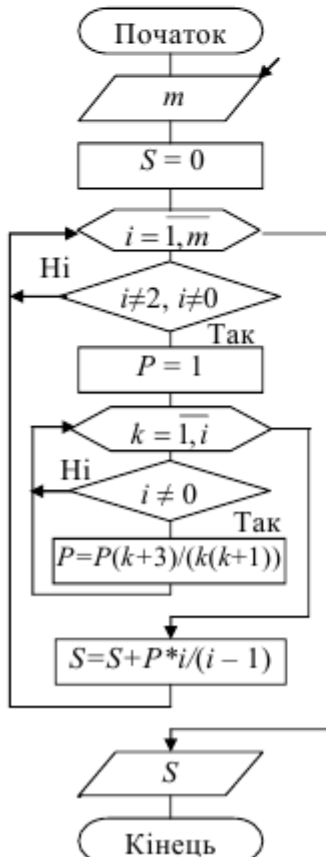 Початок
m
S = 0
i = 1,m
Ні
i≠2, i≠0
Так
P = 1
k = 1,i
Ні
i ≠ 0
Так
P=P(k+3)/(k(k+1))
S=S+P*i/(i – 1)
S
Кінець